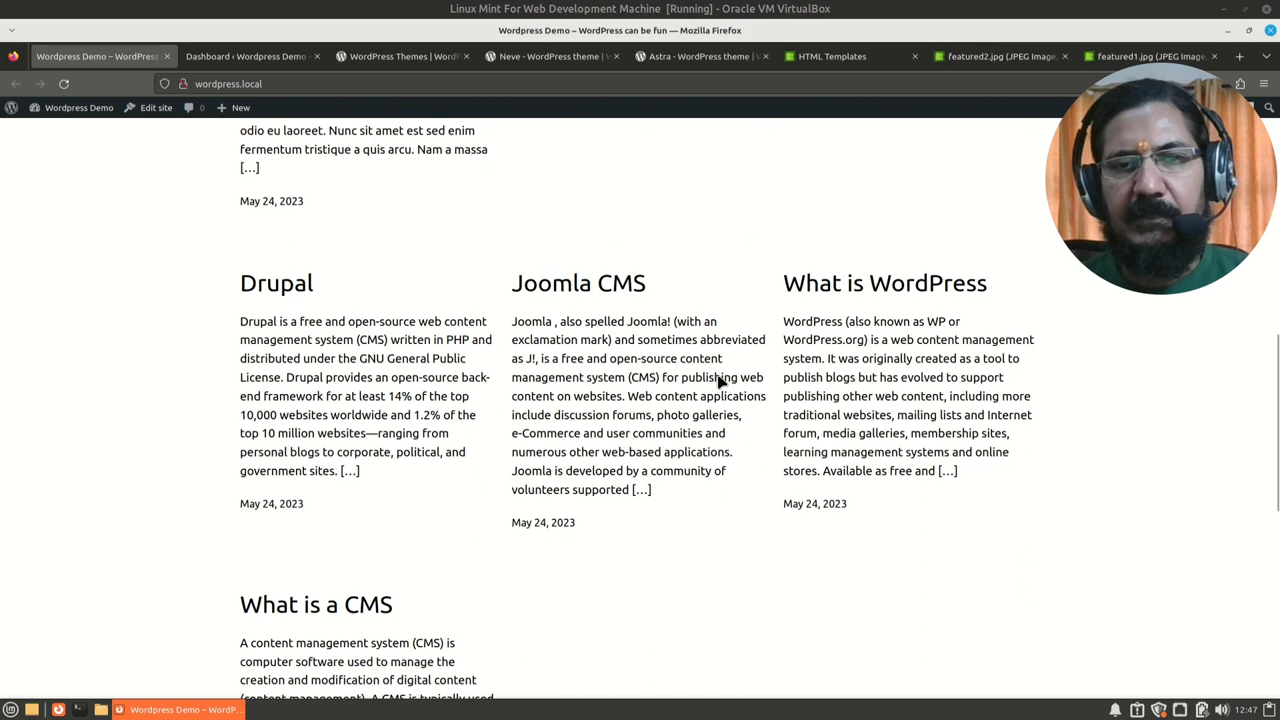 Linux Mint For Web Development Machine [Running] - Oracle VM VirtualBox
Wordpress Demo – WordPress can be fun — Mozilla Firefox
Wordpress Demo – WordPress
Dashboard ‹ Wordpress Demo
WordPress Themes | WordPr
Neve - WordPress theme | W
Astra - WordPress theme | W
HTML Templates
featured2.jpg (JPEG Image,
featured1.jpg (JPEG Image,
wordpress.local
Wordpress Demo
Edit site
0
New
odio eu laoreet. Nunc sit amet est sed enim
fermentum tristique a quis arcu. Nam a massa
[…]
May 24, 2023
Drupal
Drupal is a free and open-source web content
management system (CMS) written in PHP and
distributed under the GNU General Public
License. Drupal provides an open-source back-
end framework for at least 14% of the top
10,000 websites worldwide and 1.2% of the
top 10 million websites—ranging from
personal blogs to corporate, political, and
government sites. […]
May 24, 2023
Joomla CMS
Joomla , also spelled Joomla! (with an
exclamation mark) and sometimes abbreviated
as J!, is a free and open-source content
management system (CMS) for publishing web
content on websites. Web content applications
include discussion forums, photo galleries,
e-Commerce and user communities and
numerous other web-based applications.
Joomla is developed by a community of
volunteers supported […]
May 24, 2023
What is WordPress
WordPress (also known as WP or
WordPress.org) is a web content management
system. It was originally created as a tool to
publish blogs but has evolved to support
publishing other web content, including more
traditional websites, mailing lists and Internet
forum, media galleries, membership sites,
learning management systems and online
stores. Available as free and […]
May 24, 2023
What is a CMS
A content management system (CMS) is
computer software used to manage the
creation and modification of digital content
(content management). A CMS is typically used
Wordpress Demo – WordP...
12:47